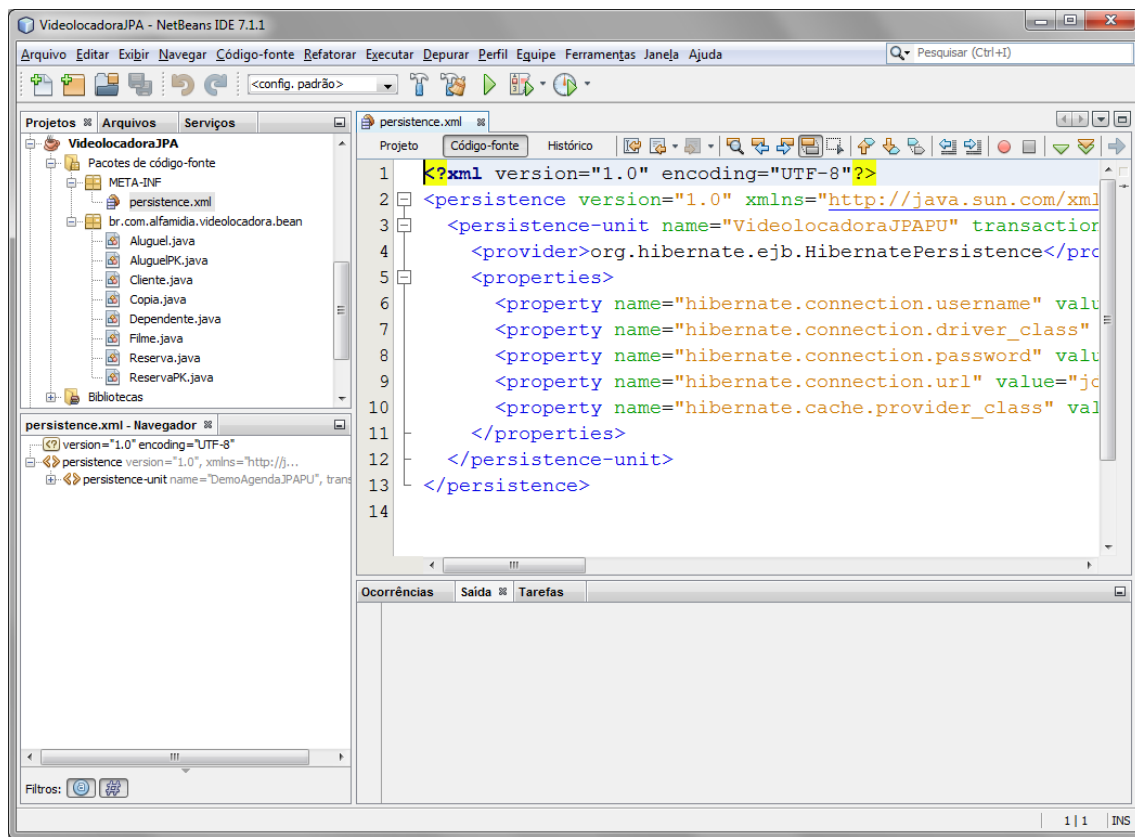 VideolocadoraJPA - NetBeans IDE 7.1.1
Arquivo Editar Exibir Navegar Código-fonte Refatorar Executar Depurar Perfil Equipe Ferramentas Janela Ajuda
Pesquisar (Ctrl+I)
<config. padrão>
Projetos Arquivos Serviços
VideolocadoraJPA
Pacotes de código-fonte
META-INF
persistence.xml
br.com.alfamidia.videolocadora.bean
Aluguel.java
AluguelPK.java
Cliente.java
Copia.java
Dependente.java
Filme.java
Reserva.java
ReservaPK.java
Bibliotecas
persistence.xml - Navegador
version="1.0" encoding="UTF-8"
persistence version="1.0", xmlns="http://j...
persistence-unit name="DemoAgendaJPAPU", trans
Filtros:
persistence.xml
Projeto Código-fonte Histórico
1 <?xml version="1.0" encoding="UTF-8"?>
2 <persistence version="1.0" xmlns="http://java.sun.com/xml
3 <persistence-unit name="VideolocadoraJPAPU" transaction
4 <provider>org.hibernate.ejb.HibernatePersistence</pro
5 <properties>
6 <property name="hibernate.connection.username" valu
7 <property name="hibernate.connection.driver_class"
8 <property name="hibernate.connection.password" valu
9 <property name="hibernate.connection.url" value="jd
10 <property name="hibernate.cache.provider_class" val
11 </properties>
12 </persistence-unit>
13 </persistence>
14
Ocorrências Saída Tarefas
1|1 INS